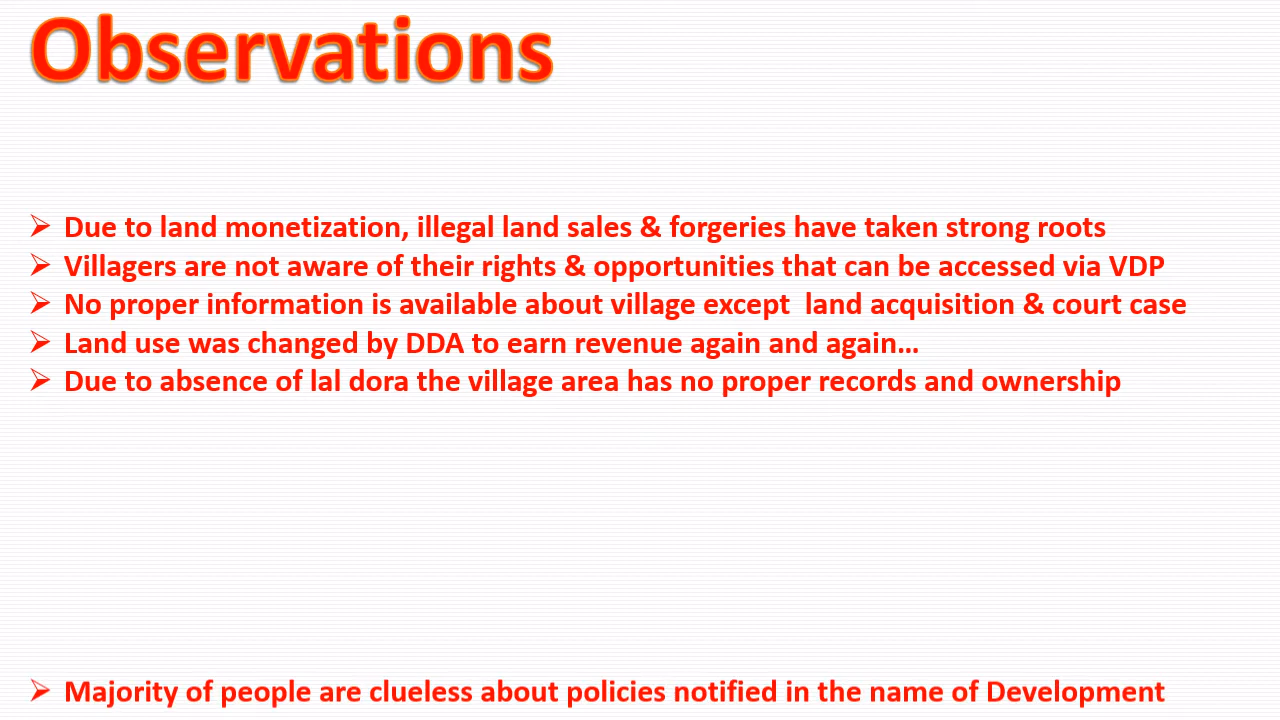 Observations
➢ Due to land monetization, illegal land sales & forgeries have taken strong roots
➢ Villagers are not aware of their rights & opportunities that can be accessed via VDP
➢ No proper information is available about village except  land acquisition & court case
➢ Land use was changed by DDA to earn revenue again and again…
➢ Due to absence of lal dora the village area has no proper records and ownership
➢ Majority of people are clueless about policies notified in the name of Development